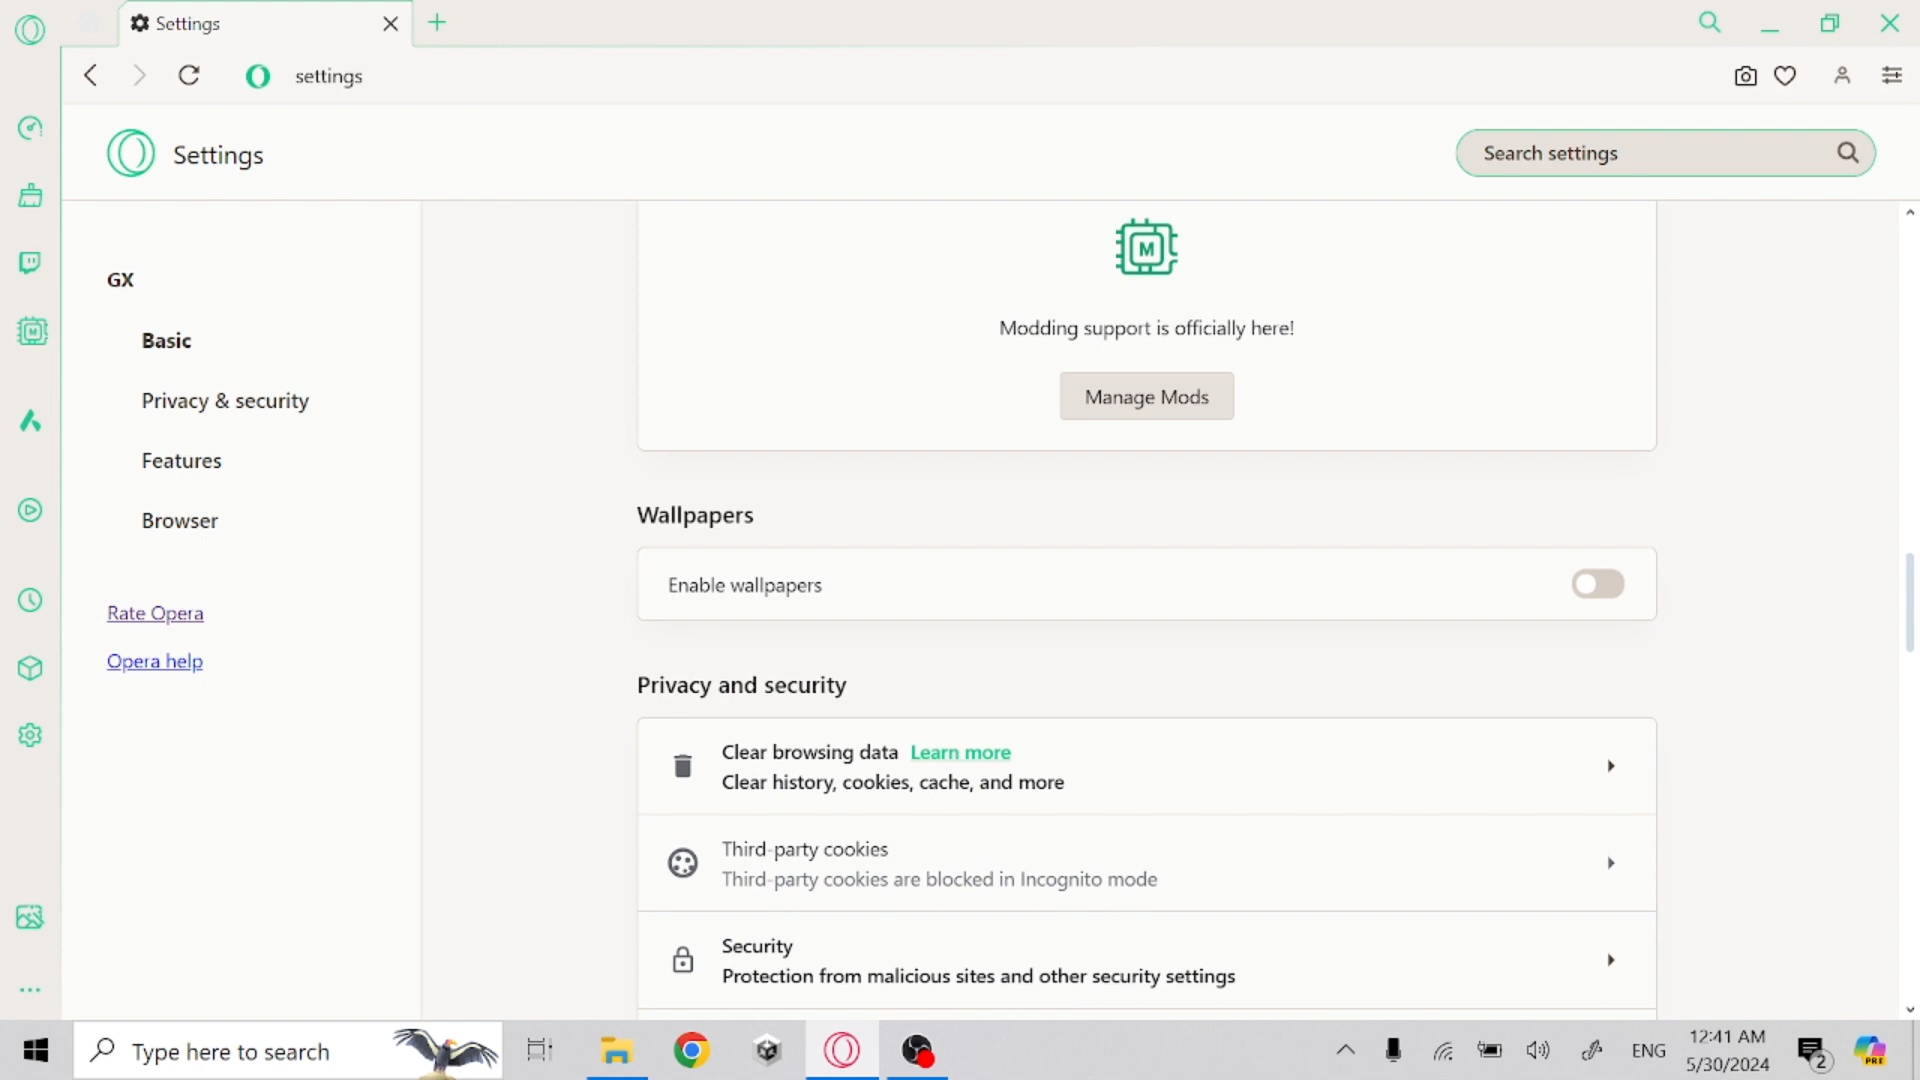 Settings
settings
Settings
Search settings
GX
Basic
Privacy & security
Features
Browser
Rate Opera
Opera help
M
Modding support is officially here!
Manage Mods
Wallpapers
Enable wallpapers
Privacy and security
Clear browsing data Learn more
Clear history, cookies, cache, and more
Third-party cookies
Third-party cookies are blocked in Incognito mode
Security
Protection from malicious sites and other security settings
M
Type here to search
ENG
12:41 AM
5/30/2024
2
PRE